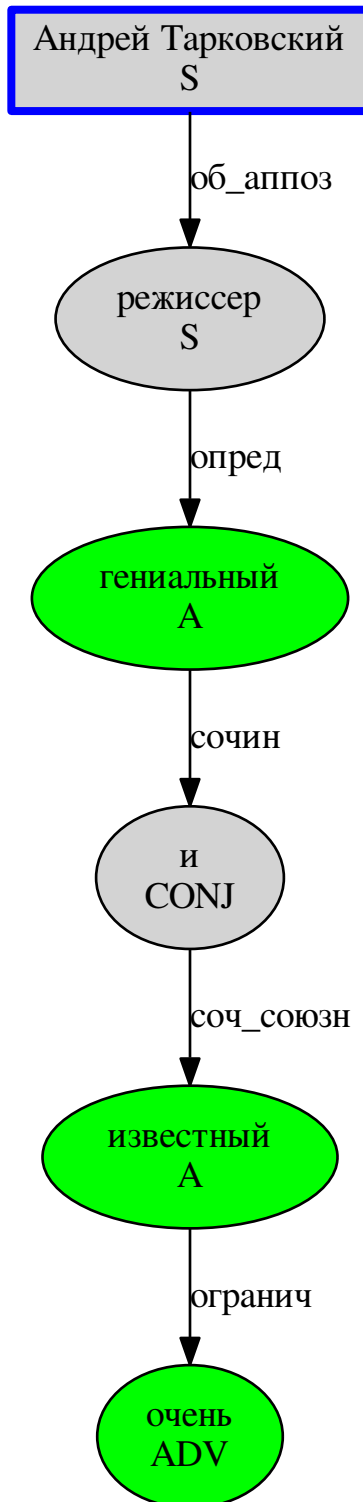 Андрей Тарковский
S
об_аппоз
режиссер
S
опред
гениальный
A
сочин
и
CONJ
соч_союзн
известный
A
огранич
очень
ADV